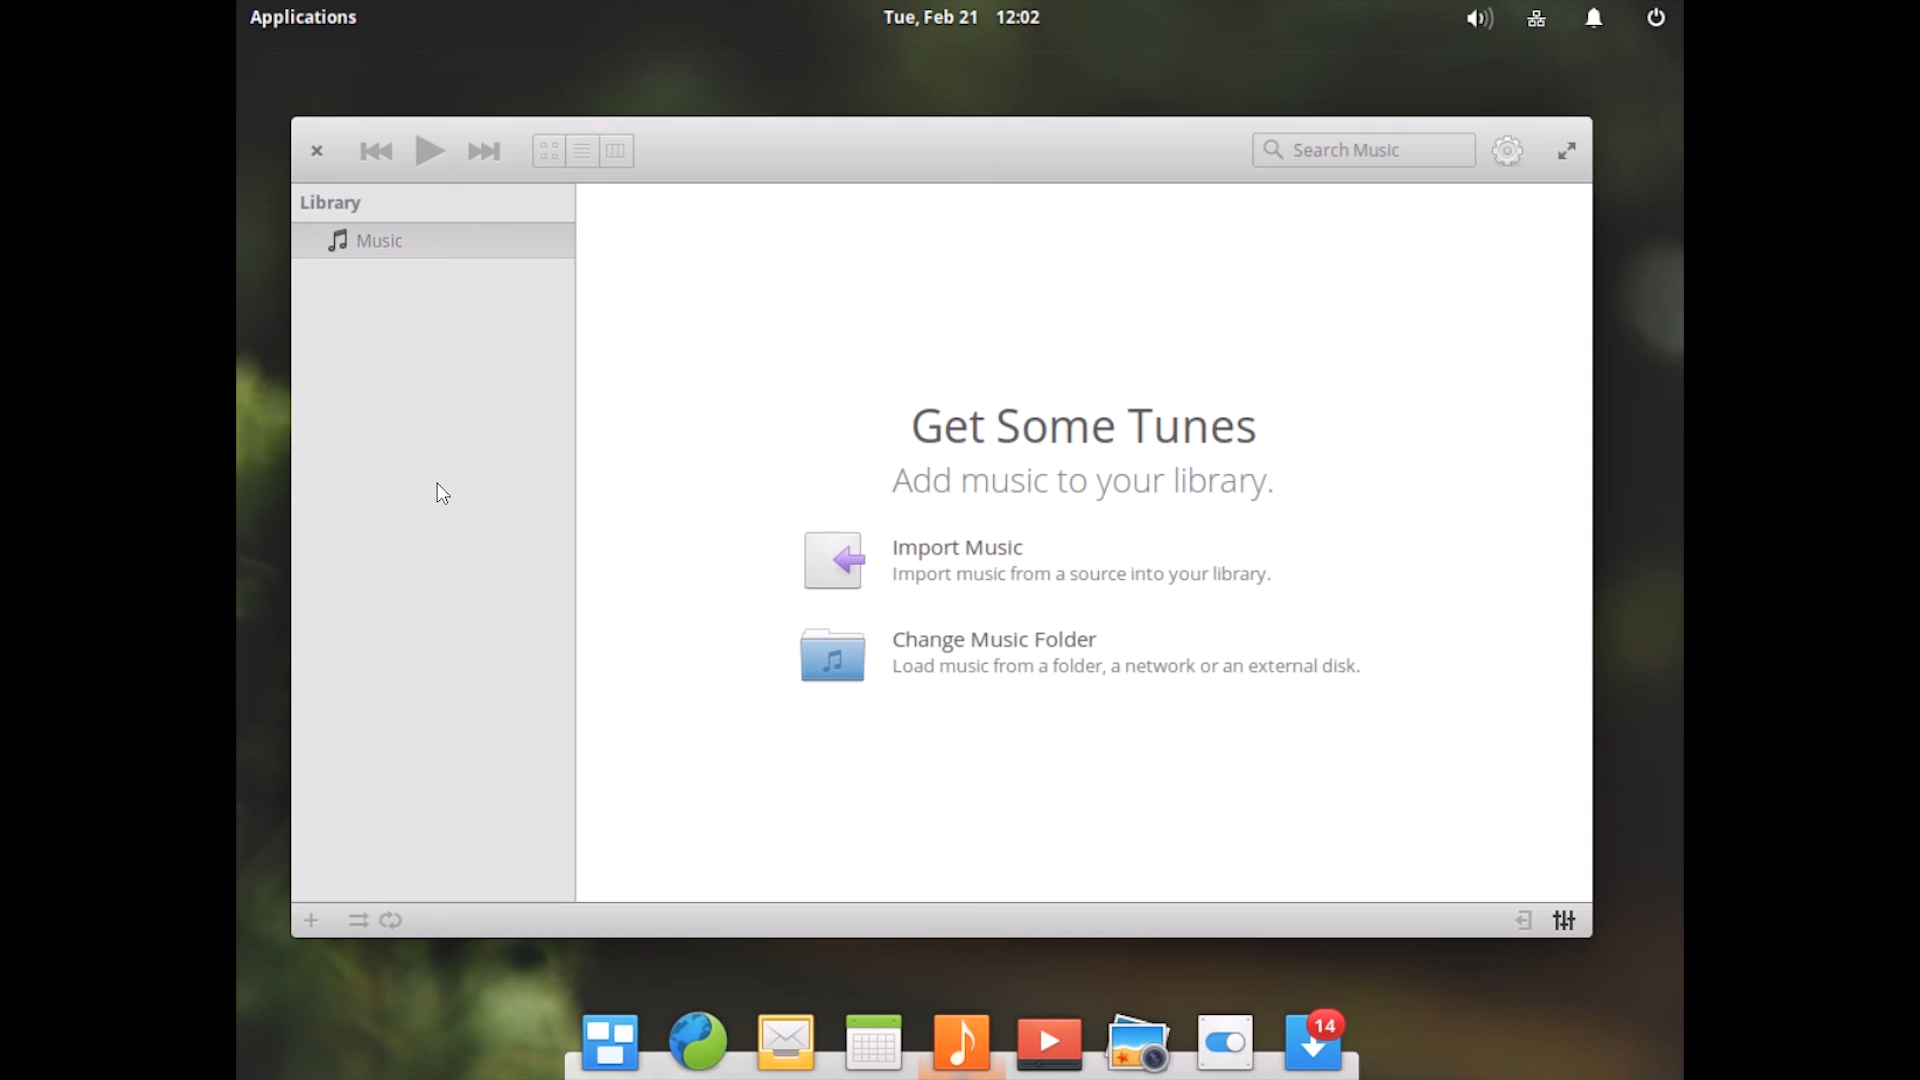 Applications
Tue, Feb 21 12:02
Search Music
Library
Music
Get Some Tunes
Add music to your library.
Import Music
Import music from a source into your library.
Change Music Folder
Load music from a folder, a network or an external disk.
14